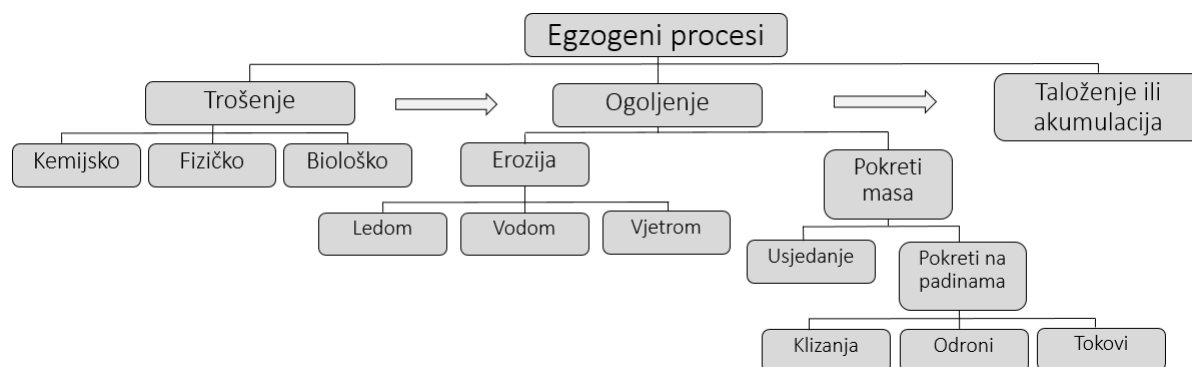 Egzogeni procesi
Trošenje
Ogoljenje
Taloženje ili
akumulacija
Kemijsko
Fizičko
Biološko
Erozija
Pokreti
masa
Ledom
Vodom
Vjetrom
Usjedanje
Pokreti na
padinama
Klizanja
Odroni
Tokovi